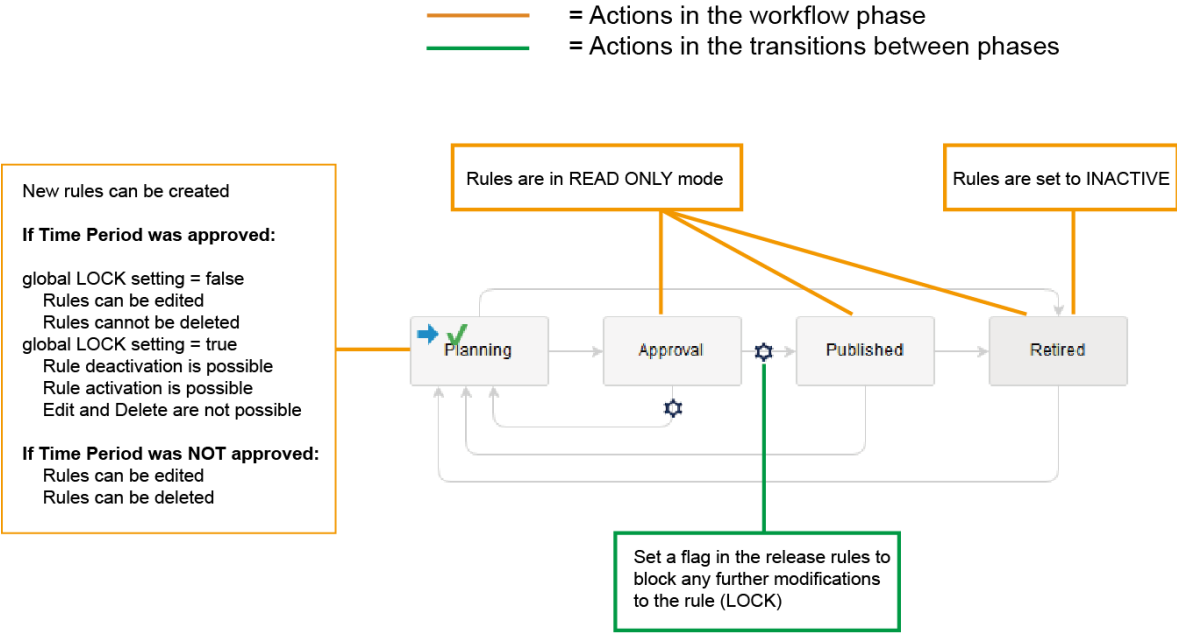 = Actions in the workflow phase
= Actions in the transitions between phases
Rules are in READ ONLY mode
Rules are set to INACTIVE
New rules can be created
If Time Period was approved:
global LOCK setting = false
Rules can be edited
Rules cannot be deleted
global LOCK setting = true
Rule deactivation is possible
Rule activation is possible
Edit and Delete are not possible
If Time Period was NOT approved:
Rules can be edited
Rules can be deleted
Planning
Approval
Published
Retired
Set a flag in the release rules to
block any further modifications
to the rule (LOCK)